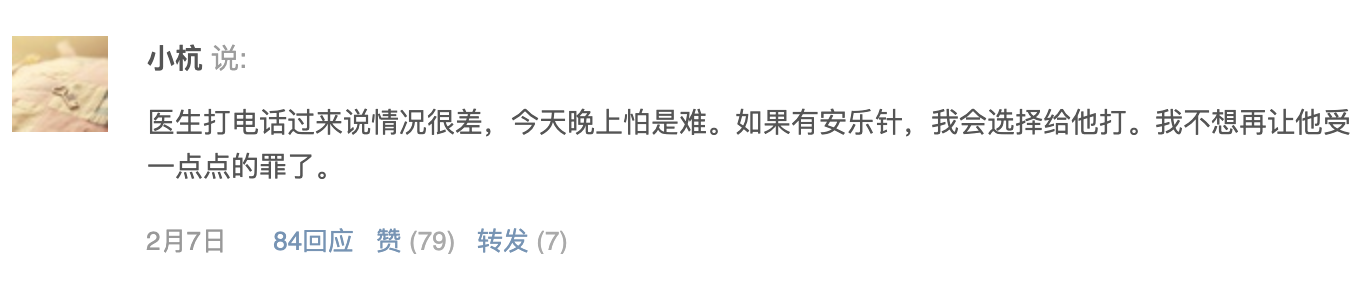 小杭 说:
医生打电话过来说情况很差，今天晚上怕是难。如果有安乐针，我会选择给他打。我不想再让他受
一点点的罪了。
2月7日 84回应 赞 (79) 转发 (7)